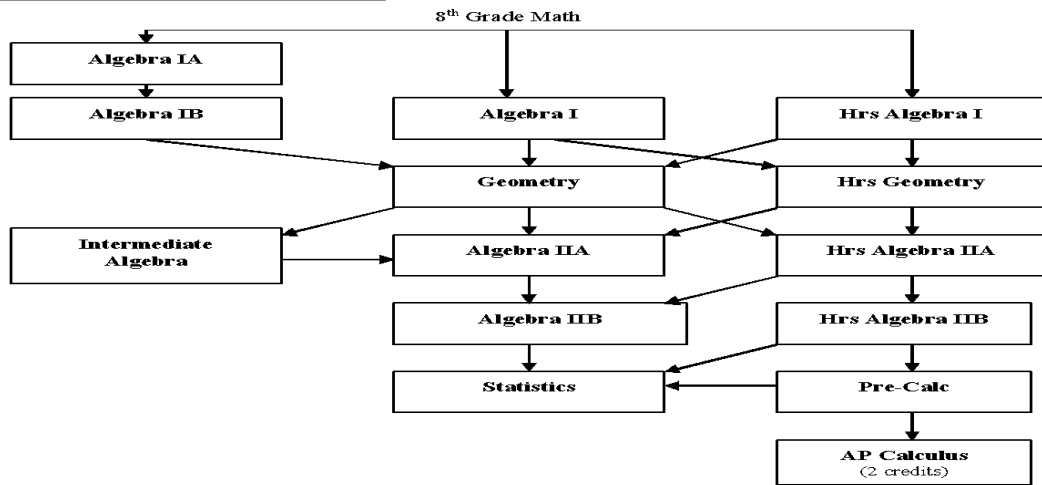 8th Grade Math
Algebra IA
Algebra IB
Algebra I
Hrs Algebra I
Geometry
Hrs Geometry
Intermediate
Algebra
Algebra IIA
Hrs Algebra IIA
Algebra IIB
Hrs Algebra IIB
Statistics
Pre-Calc
AP Calculus
(2 credits)